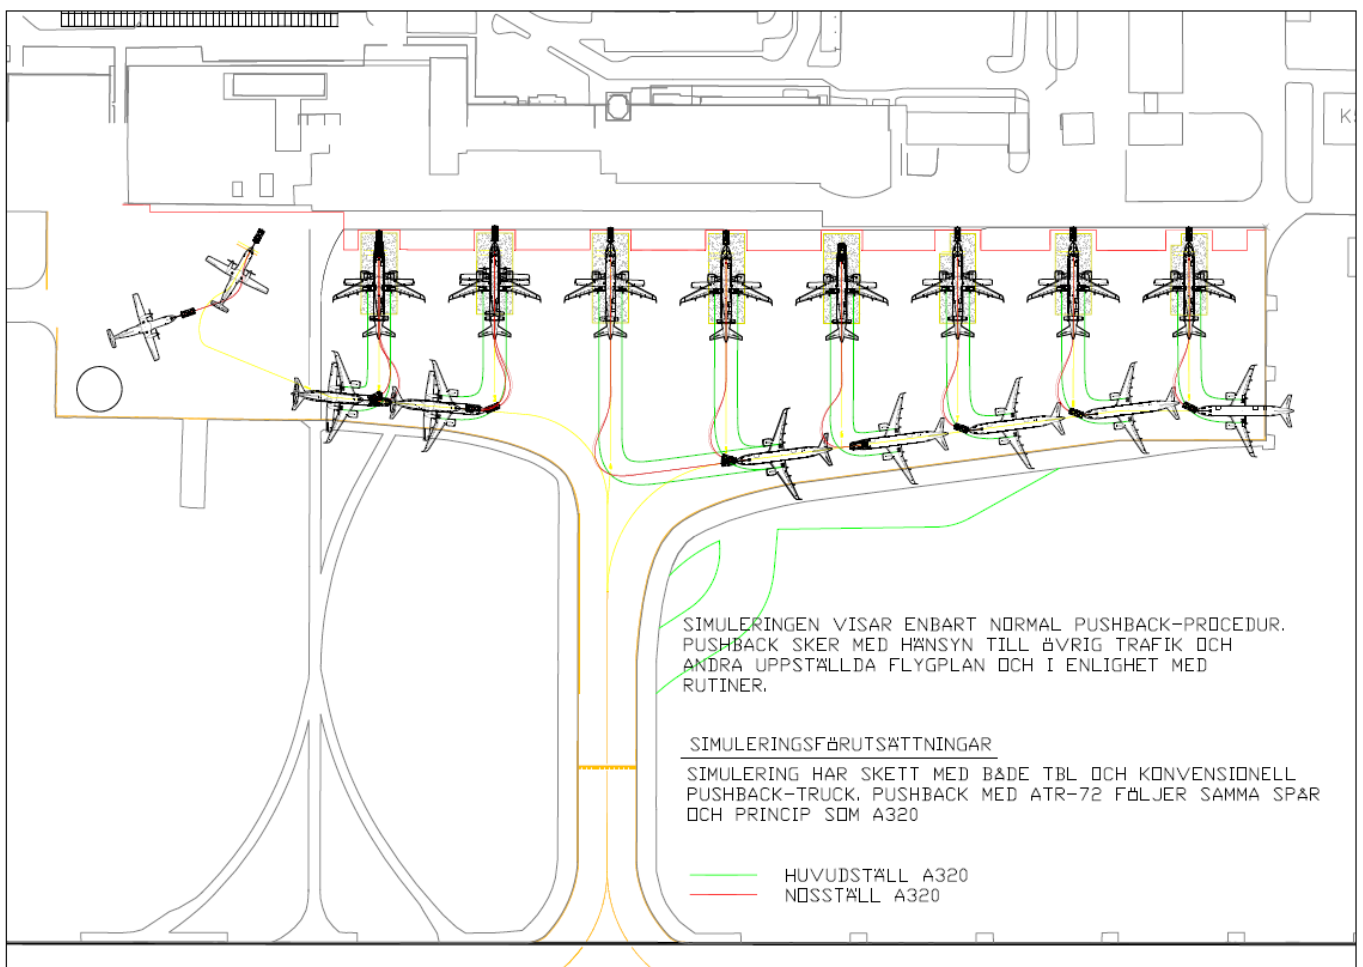 K
SIMULERINGEN VISAR ENBART NORMAL PUSHBACK-PROCEDUR.
PUSHBACK SKER MED HÄNSYN TILL ÖVRIG TRAFIK OCH
ANDRA UPPSTÄLLDA FLYGPLAN OCH I ENLIGHET MED
RUTINER.
SIMULERINGSFÖRUTSÄTTNINGAR
SIMULERING HAR SKETT MED BÅDE TBL OCH KONVENSIONELL
PUSHBACK-TRUCK. PUSHBACK MED ATR-72 FÖLJER SAMMA SPÅR
OCH PRINCIP SOM A320
HUVUDSTÄLL A320
NOSSTÄLL A320